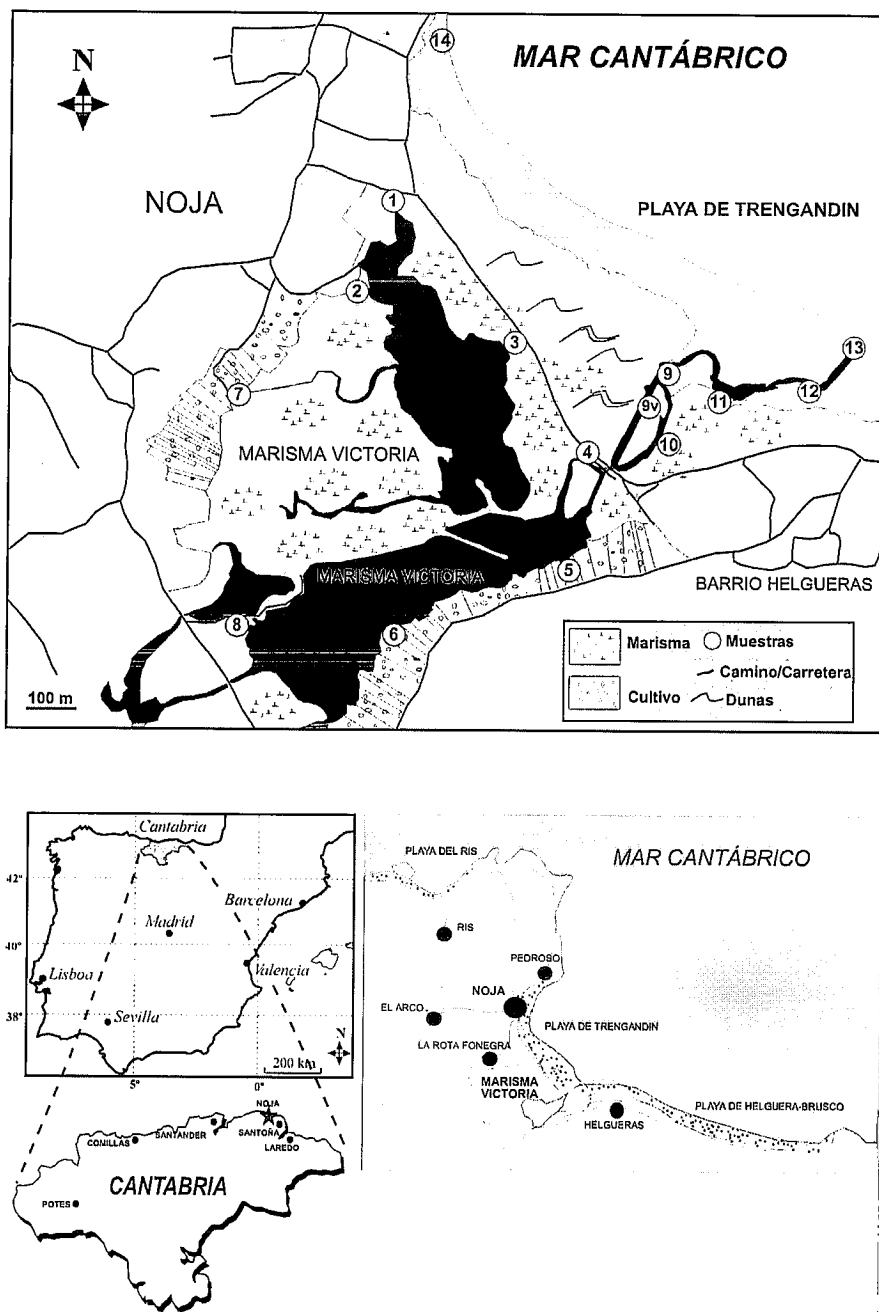 14
MAR CANTÁBRICO
N
NOJA
1
PLAYA DE TRENGANDIN
2
3
13
9
7
9v
11
12
MARISMA VICTORIA
4
10
MARISMA VICTORIA
5
BARRIO HELGUERAS
8
6
Marisma
Muestras
Camino/Carretera
Cultivo
Dunas
100 m
Cantabria
42°
Barcelona
Madrid
40°
Lisboa
Valencia
38°
Sevilla
N
200 km
5°
0°
PLAYA DEL RIS
MAR CANTÁBRICO
RIS
PEDROSO
NOJA
EL ARCO
PLAYA DE TRENGANDIN
LA ROTA FONEGRA
MARISMA
VICTORIA
PLAYA DE HELGUERA-BRUSCO
HELGUERAS
NOJA
SANTANDER
SANTOÑA
COMILLAS
LAREDO
CANTABRIA
POTES